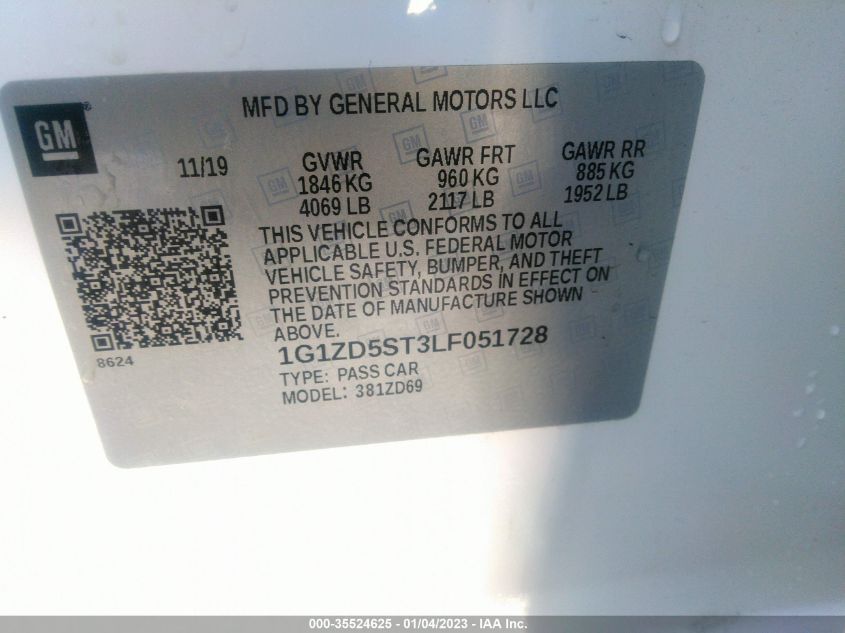 MFD BY GENERAL MOTORS LLC
GM
11/19
GVWR
1846 KG
4069 LB
GAWR FRT
960 KG
2117 LB
GAWR RR
885 KG
1952 LB
THIS VEHICLE CONFORMS TO ALL
APPLICABLE U.S. FEDERAL MOTOR
VEHICLE SAFETY, BUMPER, AND THEFT
PREVENTION STANDARDS IN EFFECT ON
THE DATE OF MANUFACTURE SHOWN
ABOVE.
8624
1G1ZD5ST3LF051728
TYPE: PASS CAR
MODEL: 381ZD69
000-35524625 - 01/04/2023 - IAA Inc.